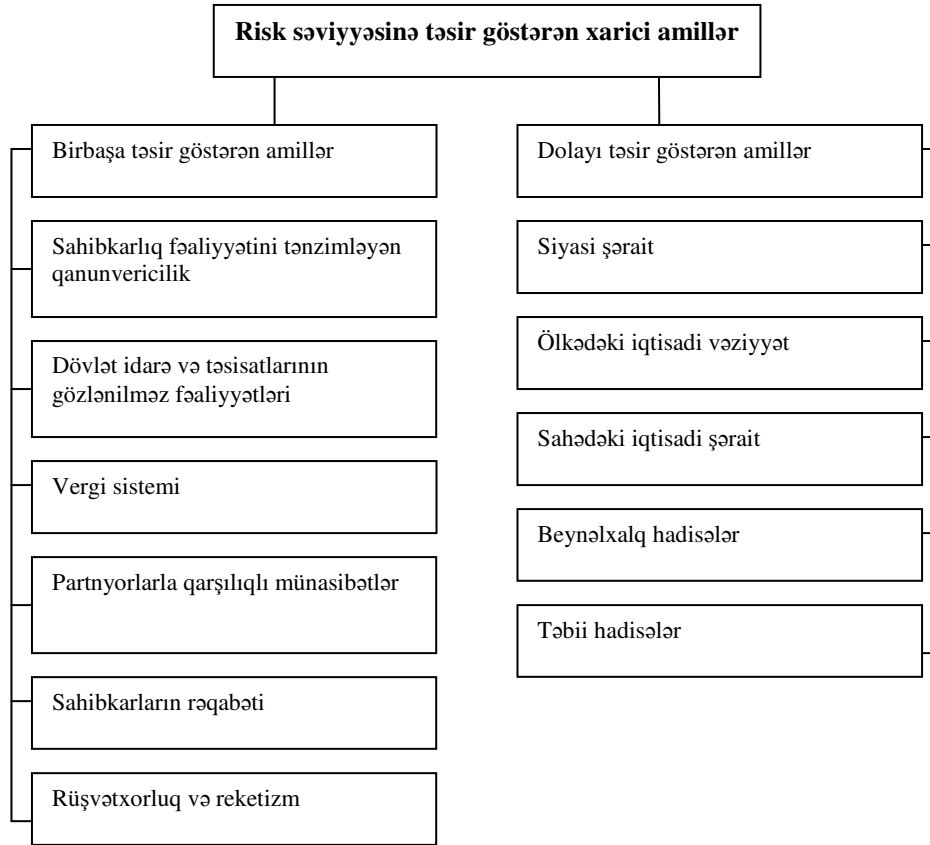 Risk səviyyəsinə təsir göstərən xarici amillər
Birbaşa təsir göstərən amillər
Sahibkarlıq fəaliyyətini tənzimləyən
qanunvericilik
Dövlət idarə və təsisatlarının
gözlənilməz fəaliyyətləri
Vergi sistemi
Partnyorlarla qarşılıqlı münasibətlər
Sahibkarların rəqabəti
Rüşvətxorluq və reketizm
Dolayı təsir göstərən amillər
Siyasi şərait
Ölkədəki iqtisadi vəziyyət
Sahədəki iqtisadi şərait
Beynəlxalq hadisələr
Təbii hadisələr